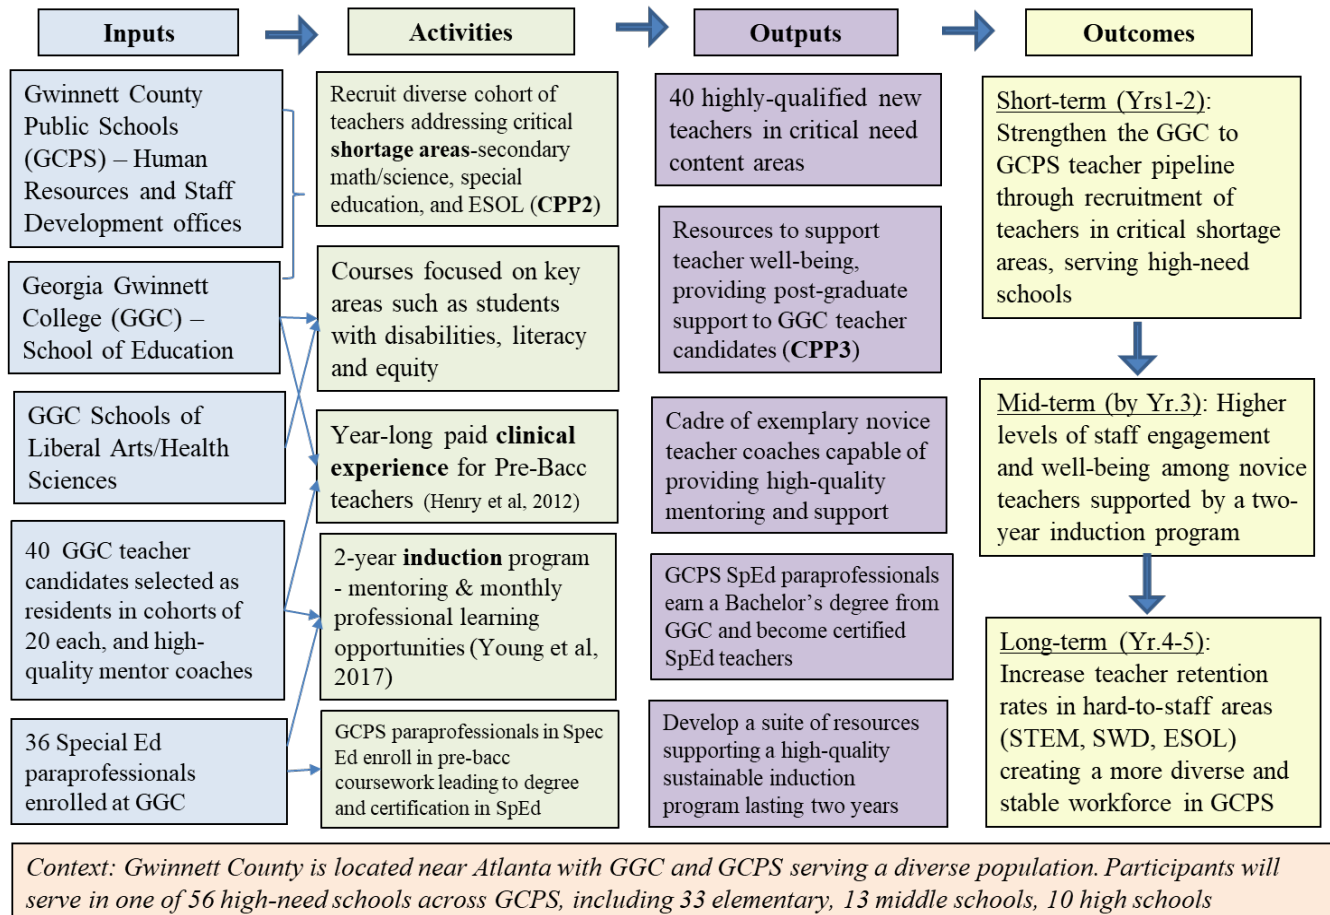 Inputs
Activities
Outputs
Outcomes
Gwinnett County
Public Schools
(GCPS) – Human
Resources and Staff
Development offices
Georgia Gwinnett
College (GGC) –
School of Education
GGC Schools of
Liberal Arts/Health
Sciences
40 GGC teacher
candidates selected as
residents in cohorts of
20 each, and high-
quality mentor coaches
36 Special Ed
paraprofessionals
enrolled at GGC
Recruit diverse cohort of
teachers addressing critical
shortage areas-secondary
math/science, special
education, and ESOL (CPP2)
Courses focused on key
areas such as students
with disabilities, literacy
and equity
Year-long paid clinical
experience for Pre-Bacc
teachers (Henry et al, 2012)
2-year induction program
- mentoring & monthly
professional learning
opportunities (Young et al,
2017)
GCPS paraprofessionals in Spec
Ed enroll in pre-bacc
coursework leading to degree
and certification in SpEd
40 highly-qualified new
teachers in critical need
content areas
Resources to support
teacher well-being,
providing post-graduate
support to GGC teacher
candidates (CPP3)
Cadre of exemplary novice
teacher coaches capable of
providing high-quality
mentoring and support
GCPS SpEd paraprofessionals
earn a Bachelor’s degree from
GGC and become certified
SpEd teachers
Develop a suite of resources
supporting a high-quality
sustainable induction
program lasting two years
Short-term (Yrs1-2):
Strengthen the GGC to
GCPS teacher pipeline
through recruitment of
teachers in critical shortage
areas, serving high-need
schools
Mid-term (by Yr.3): Higher
levels of staff engagement
and well-being among novice
teachers supported by a two-
year induction program
Long-term (Yr.4-5):
Increase teacher retention
rates in hard-to-staff areas
(STEM, SWD, ESOL)
creating a more diverse and
stable workforce in GCPS
Context: Gwinnett County is located near Atlanta with GGC and GCPS serving a diverse population. Participants will
serve in one of 56 high-need schools across GCPS, including 33 elementary, 13 middle schools, 10 high schools